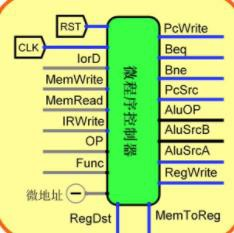 RST
CLK
IorD
MemWrite
MemRead
IRWrite
OP
Func
微地址
微程序控制器
PcWrite
Beq
Bne
PcSrc
AluOP
AluSrcB
AluSrcA
RegWrite
RegDst
MemToReg